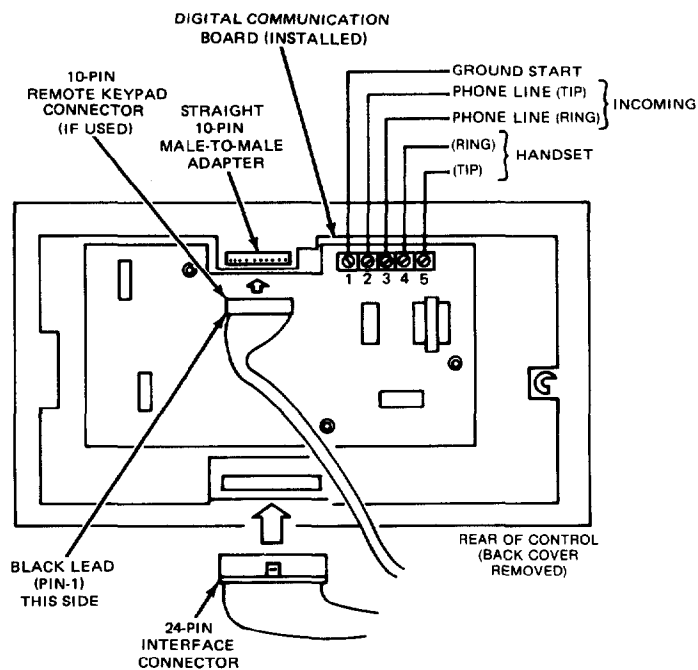 DIGITAL COMMUNICATION
BOARD (INSTALLED)
10-PIN
REMOTE KEYPAD
CONNECTOR
(IF USED)
STRAIGHT
10-PIN
MALE-TO-MALE
ADAPTER
GROUND START
PHONE LINE (TIP)
PHONE LINE (RING)
INCOMING
(RING)
(TIP)
HANDSET
1 2 3 4 5
BLACK LEAD
(PIN-1)
THIS SIDE
24-PIN
INTERFACE
CONNECTOR
REAR OF CONTROL
(BACK COVER
REMOVED)